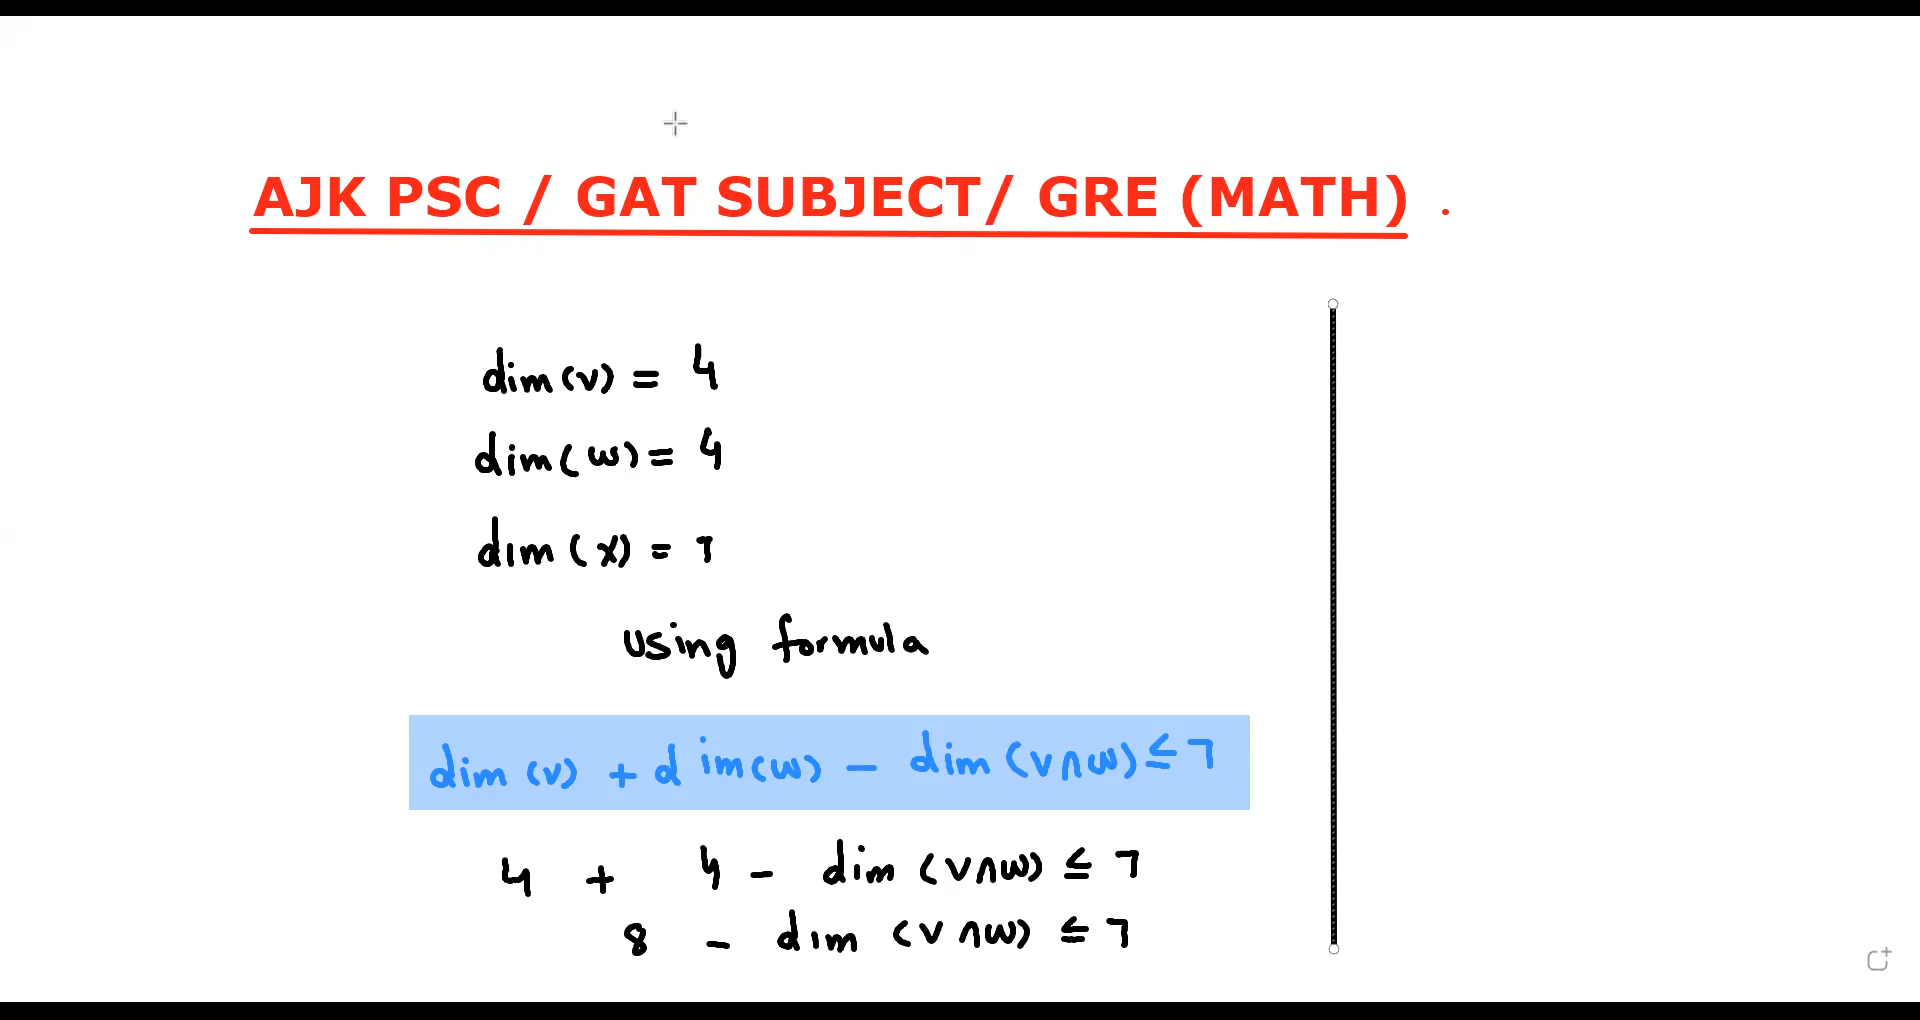 AJK PSC / GAT SUBJECT/ GRE (MATH) .
dim(v) = 4
dim(w) = 4
dim(x) = 7
using formula
dim(v) + dim(w) - dim(v∩w) ≤ 7
4 + 4 - dim(v∩w) ≤ 7
8 - dim(v∩w) ≤ 7